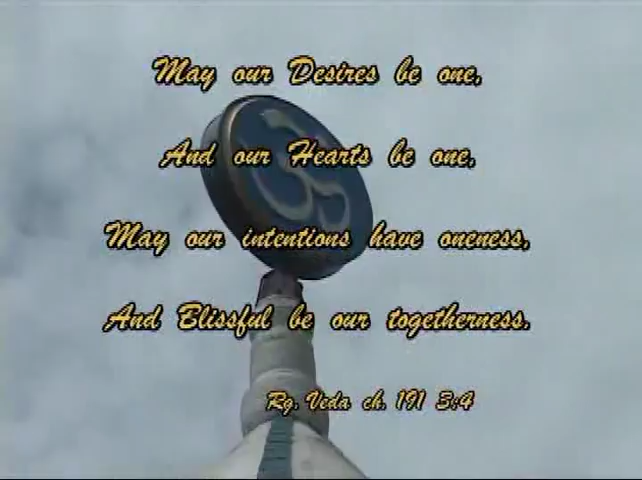 May our Desires be one,
And our Hearts be one,
May our intentions have oneness,
And Blissful be our togetherness.
Rg. Veda ch. 191 3:4